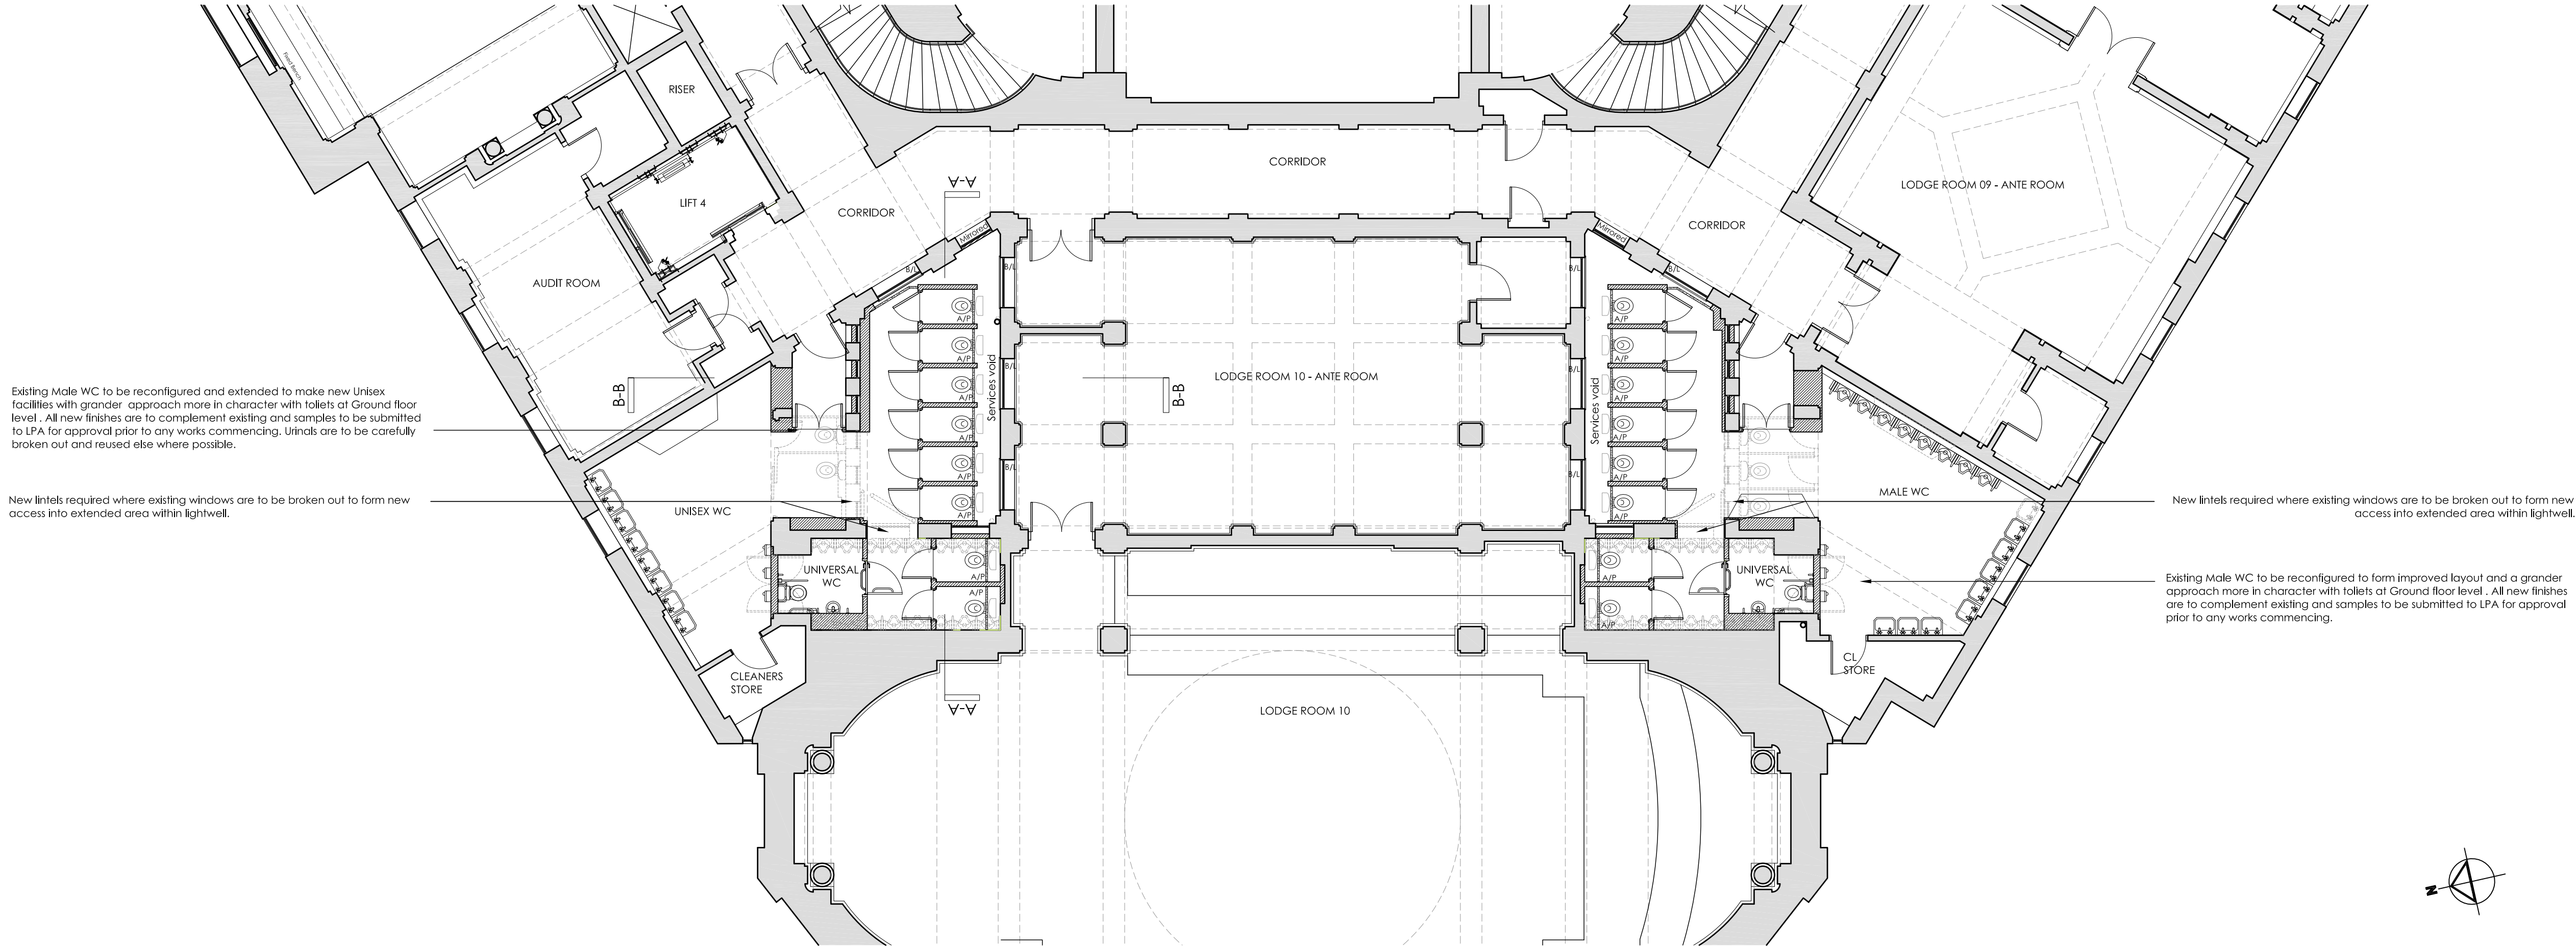 Fixed Bench
RISER
CORRIDOR
LODGE ROOM 09 - ANTE ROOM
LIFT 4
A-A
CORRIDOR
CORRIDOR
Mirrored
Mirrored
B/L
B/L
B/L
B/L
AUDIT ROOM
A/P
A/P
A/P
A/P
A/P
A/P
Services void
B/L
B/L
LODGE ROOM 10 - ANTE ROOM
B/L
B/L
Services void
A/P
A/P
A/P
A/P
A/P
A/P
B-B
B-B
Existing Male WC to be reconfigured and extended to make new Unisex
facilities with grander approach more in character with toliets at Ground floor
level . All new finishes are to complement existing and samples to be submitted
to LPA for approval prior to any works commencing. Urinals are to be carefully
broken out and reused else where possible.
New lintels required where existing windows are to be broken out to form new
access into extended area within lightwell.
UNISEX WC
MALE WC
New lintels required where existing windows are to be broken out to form new
access into extended area within lightwell.
UNIVERSAL
WC
A/P
A/P
A/P
A/P
UNIVERSAL
WC
Existing Male WC to be reconfigured to form improved layout and a grander
approach more in character with toliets at Ground floor level . All new finishes
are to complement existing and samples to be submitted to LPA for approval
prior to any works commencing.
CLEANERS
STORE
CL
STORE
A-A
LODGE ROOM 10
N